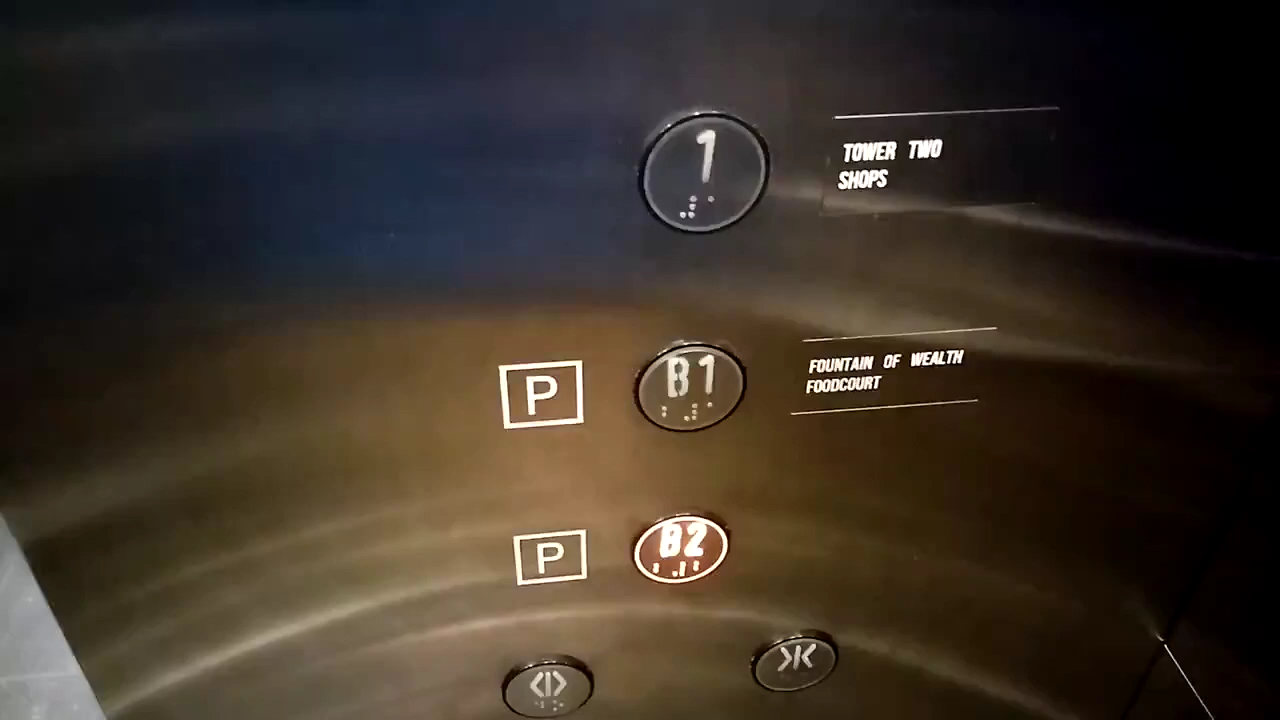 1
TOWER TWO
SHOPS
P
B1
FOUNTAIN OF WEALTH
FOODCOURT
P
B2